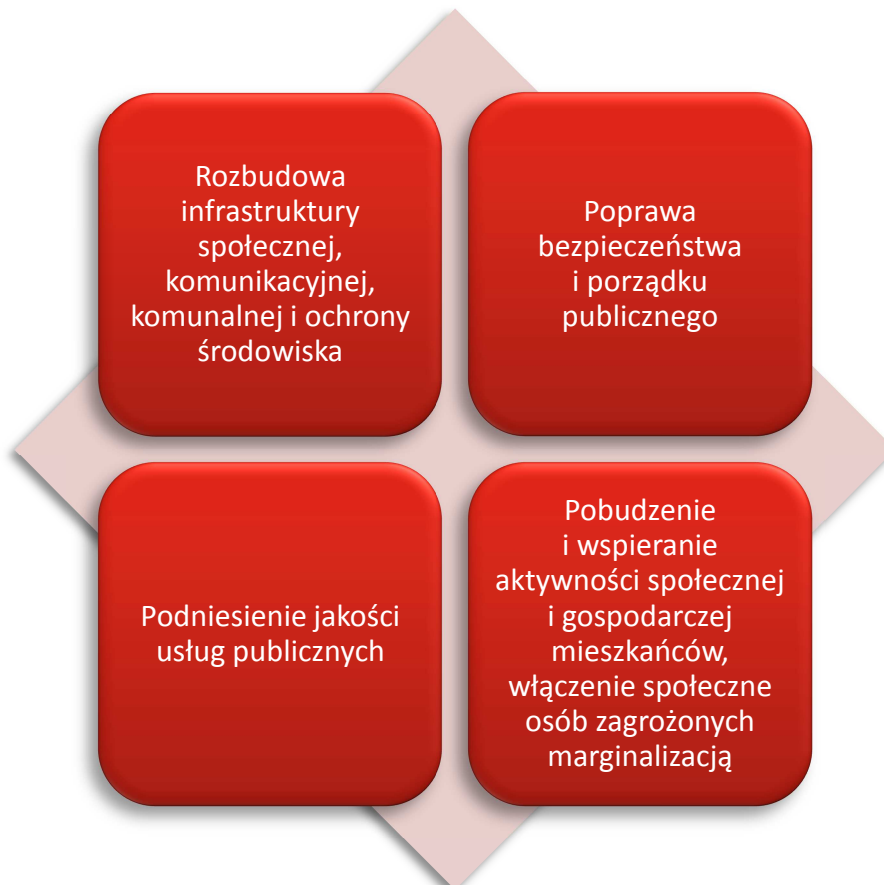 Rozbudowa
infrastruktury
społecznej,
komunikacyjnej,
komunalnej i ochrony
środowiska
Poprawa
bezpieczeństwa
i porządku
publicznego
Podniesienie jakości
usług publicznych
Pobudzenie
i wspieranie
aktywności społecznej
i gospodarczej
mieszkańców,
włączenie społeczne
osób zagrożonych
marginalizacją